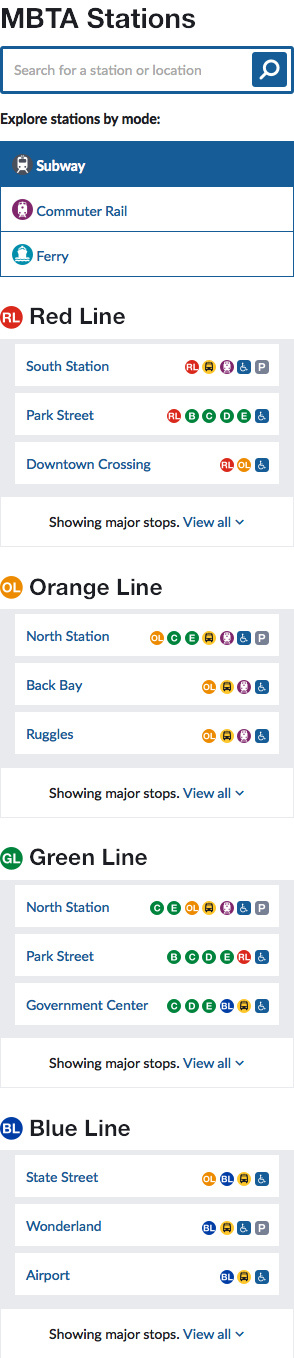 MBTA Stations
Search for a station or location
Explore stations by mode:
Subway
Commuter Rail
Ferry
RL Red Line
South Station RL P
Park Street RL B C D E
Downtown Crossing RL OL
Showing major stops. View all
OL Orange Line
North Station OL C E P
Back Bay OL
Ruggles OL
Showing major stops. View all
GL Green Line
North Station C E OL P
Park Street B C D E RL
Government Center C D E BL
Showing major stops. View all
BL Blue Line
State Street OL BL
Wonderland BL P
Airport BL
Showing major stops. View all